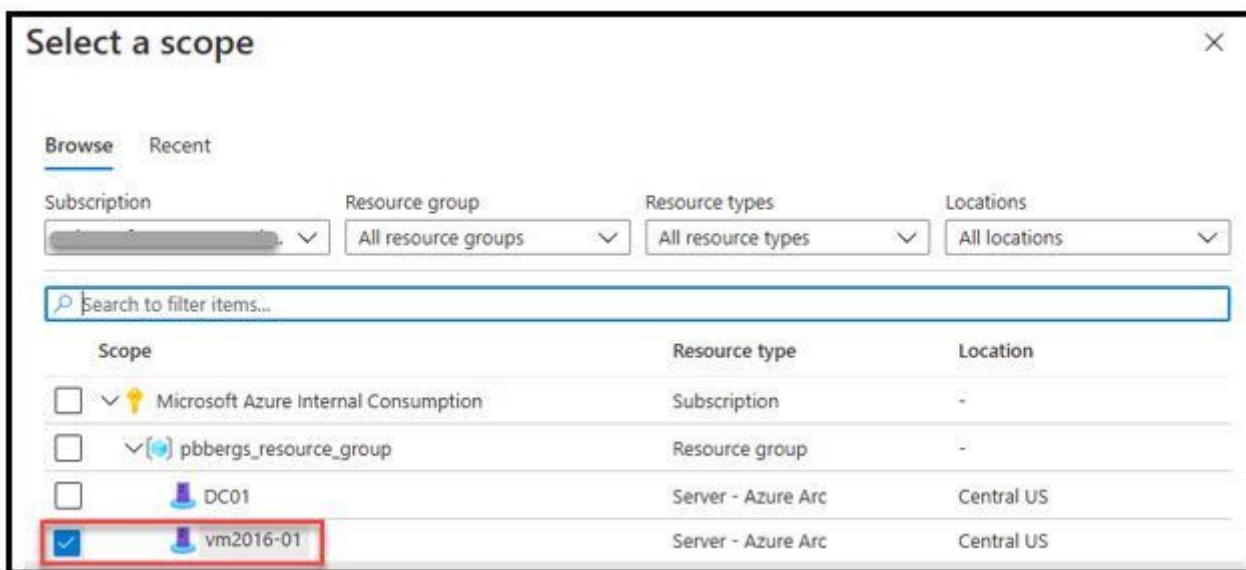 Select a scope
Browse Recent
Subscription Resource group Resource types Locations
All resource groups All resource types All locations
Search to filter items...
Scope Resource type Location
Microsoft Azure Internal Consumption Subscription -
pbbergs_resource_group Resource group -
DC01 Server - Azure Arc Central US
vm2016-01 Server - Azure Arc Central US